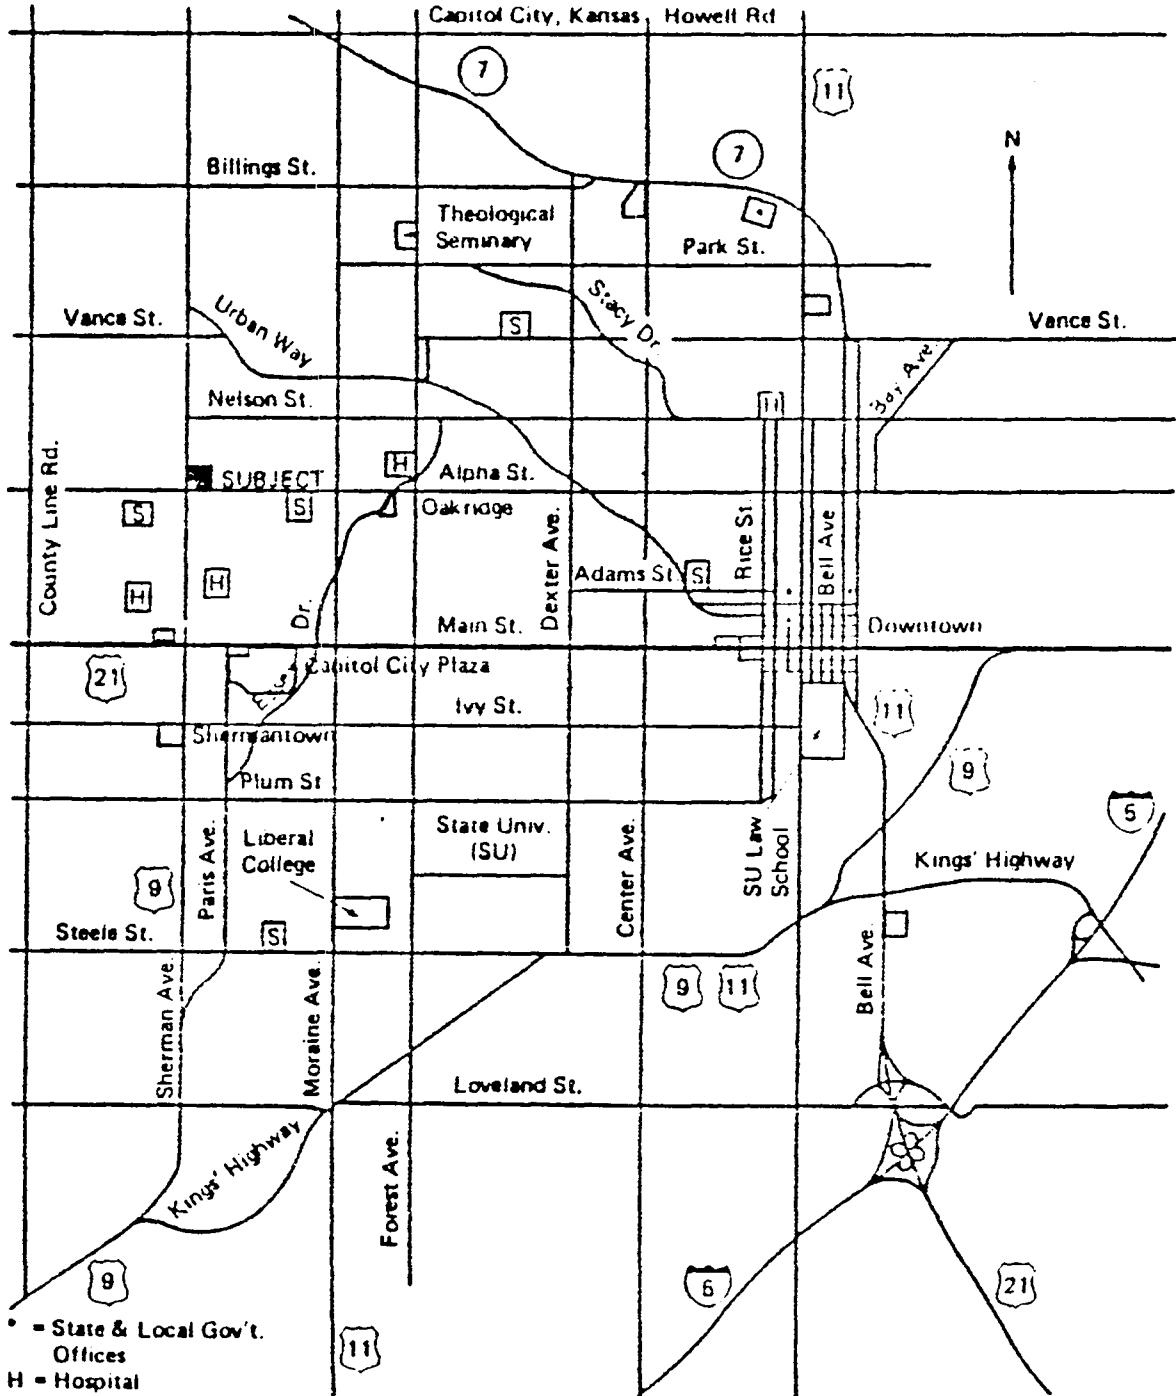 Capitol City, Kansas Howell Rd
7
11
7
N
Billings St.
Theological
Seminary
Park St.
Vance St.
Urban Way
S
Stacy Dr.
Vance St.
Bay Ave.
Nelson St.
H
SUBJECT
H
Alpha St.
County Line Rd.
S
S
Oakridge
Dexter Ave.
Rice St.
Bell Ave
H
H
Adams St.
S
Dr.
Main St.
Downtown
21
Capitol City Plaza
Ivy St.
11
Shermantown
9
Plum St
5
Paris Ave.
Liberal
College
State Univ.
(SU)
Center Ave.
SU Law
School
Kings' Highway
9
Steele St.
S
Sherman Ave.
Moraine Ave.
9
11
Bell Ave.
Loveland St.
Kings' Highway
Forest Ave.
9
6
21
* = State & Local Gov't.
Offices
11
H = Hospital